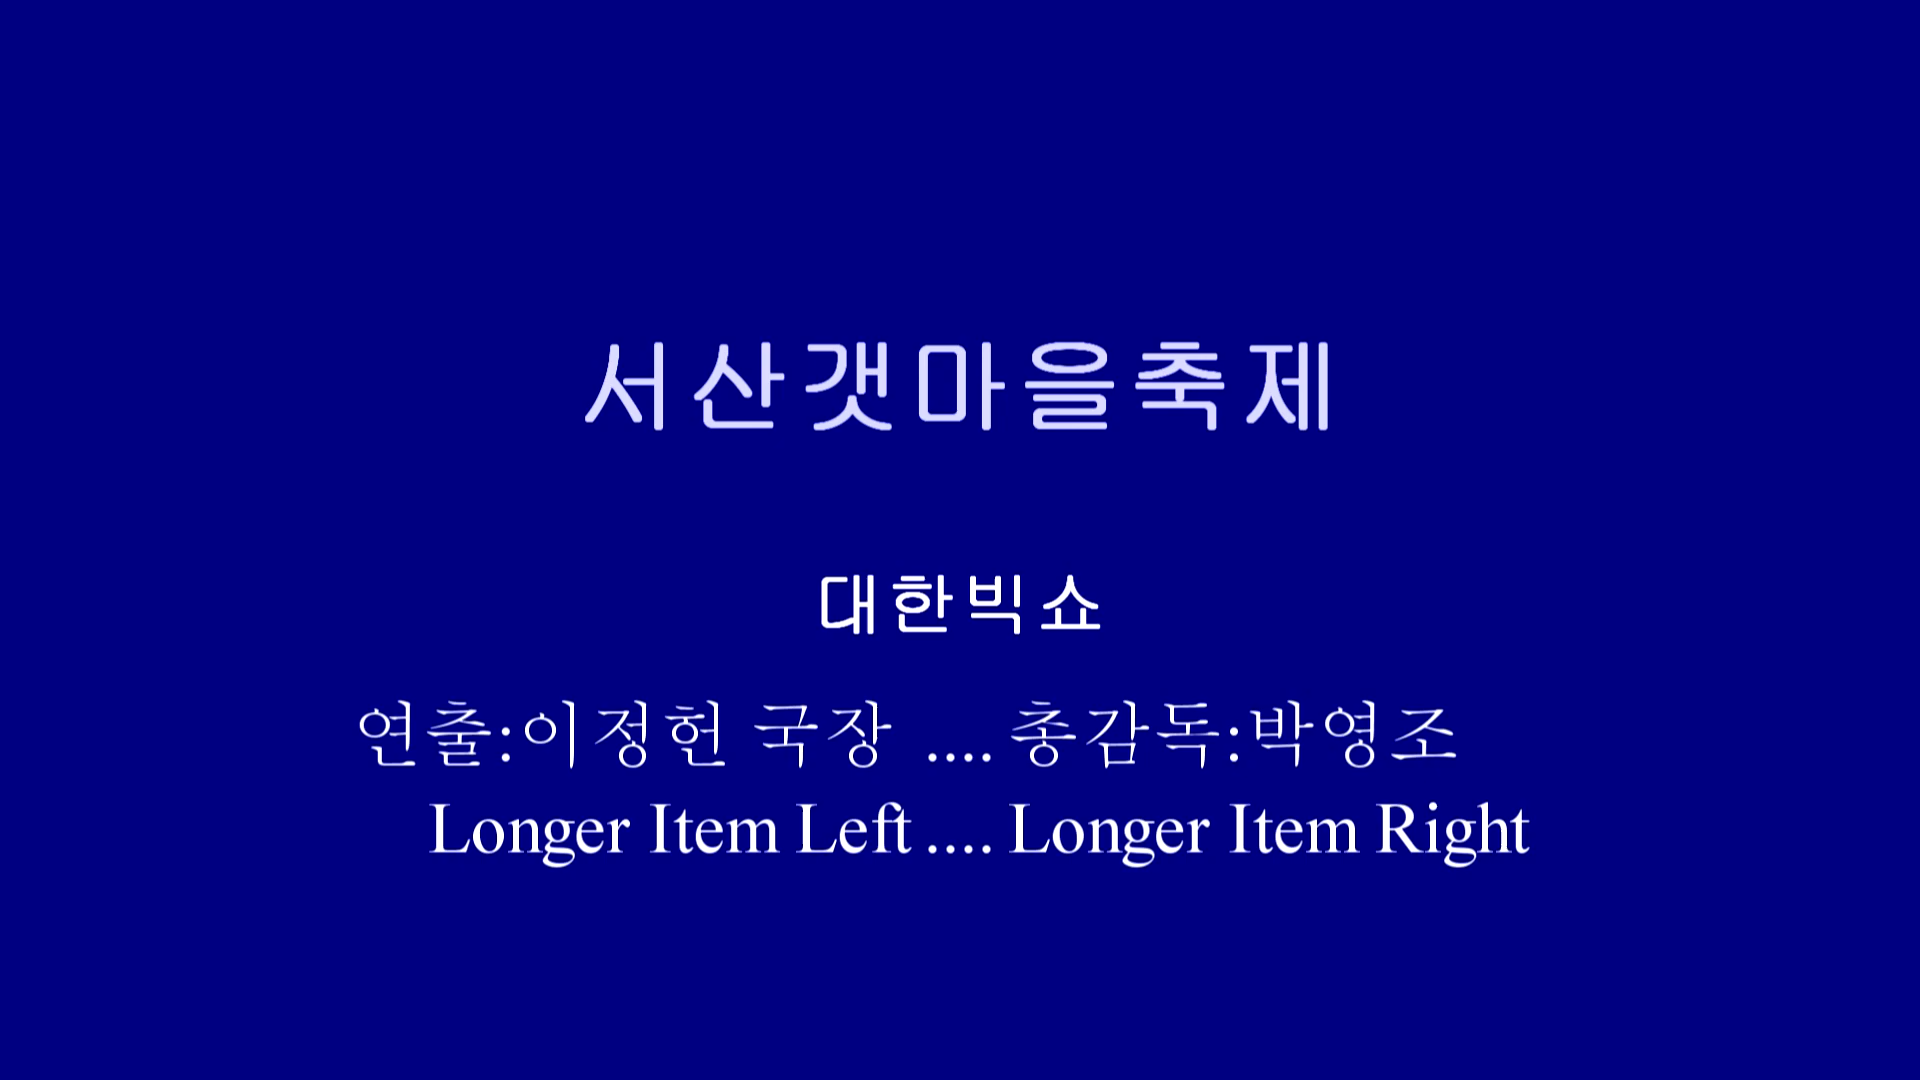 서산갯마을축제
대한빅쇼
연출:이정헌 국장 .... 총감독:박영조
Longer Item Left .... Longer Item Right